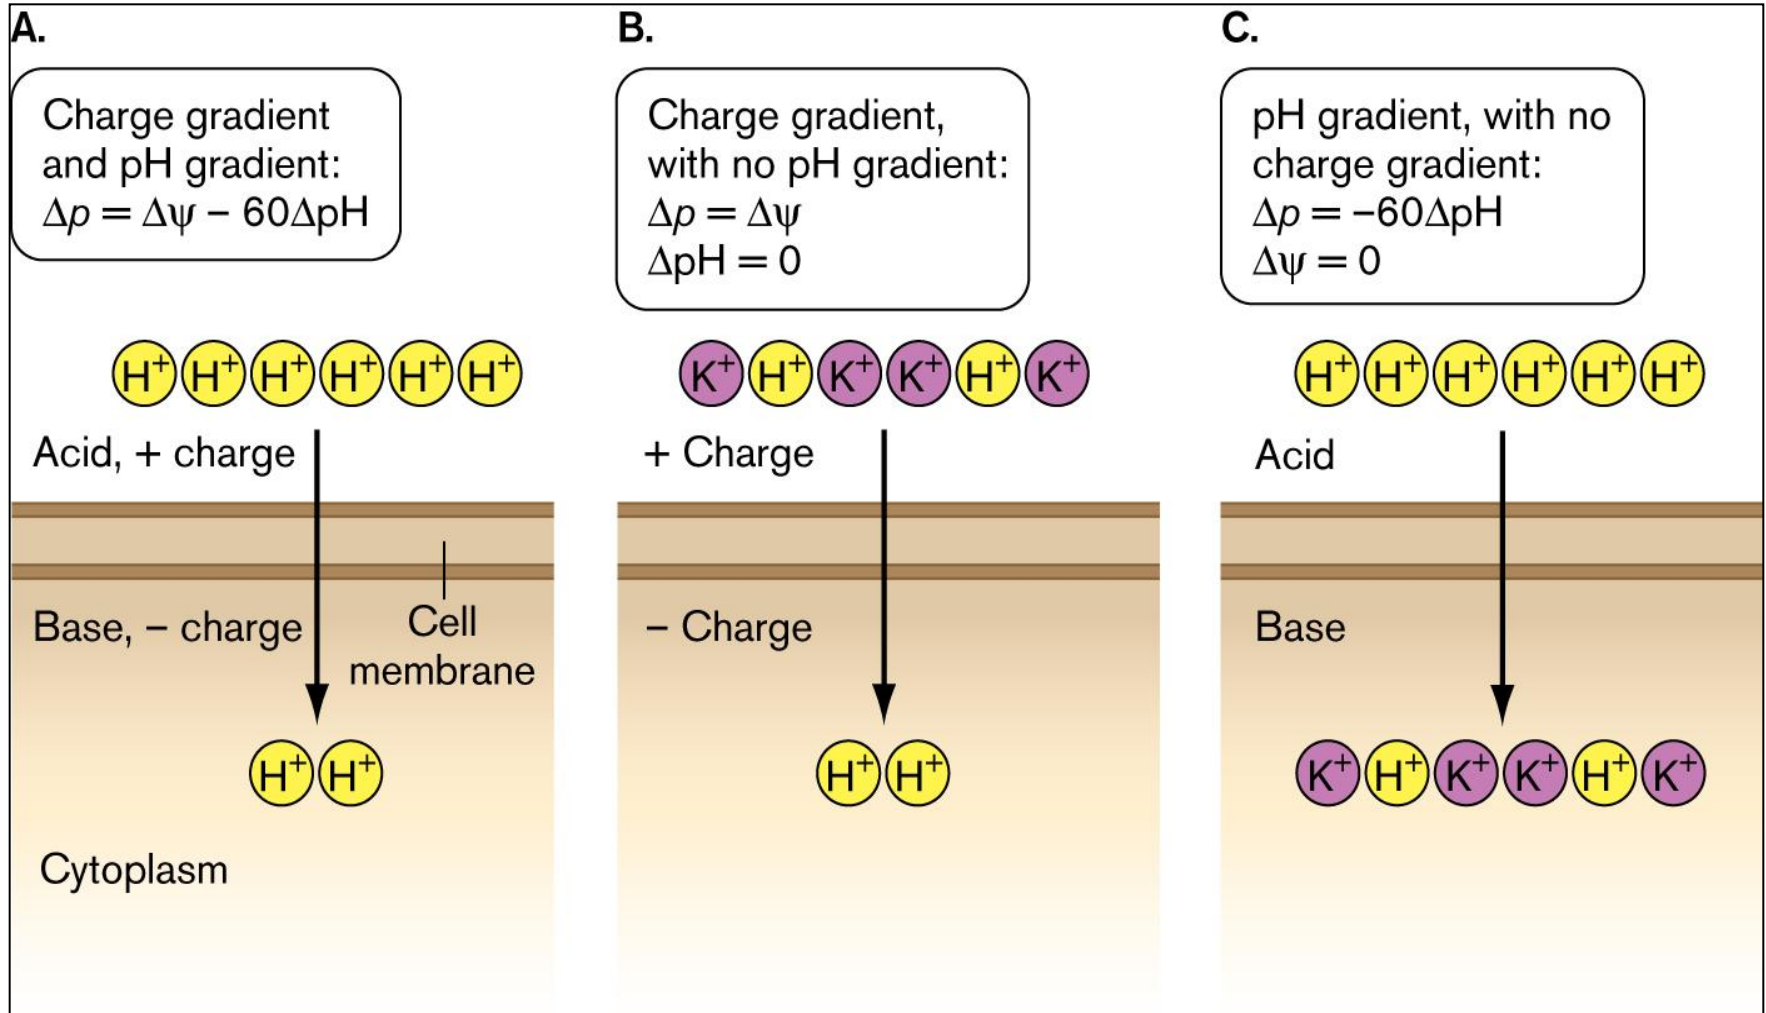 A.
Charge gradient
and pH gradient:
Δp = Δψ – 60ΔpH
H+ H+ H+ H+ H+ H+
Acid, + charge
Base, – charge
Cell
membrane
H+ H+
Cytoplasm
B.
Charge gradient,
with no pH gradient:
Δp = Δψ
ΔpH = 0
K+ H+ K+ K+ H+ K+
+ Charge
– Charge
H+ H+
C.
pH gradient, with no
charge gradient:
Δp = –60ΔpH
Δψ = 0
H+ H+ H+ H+ H+ H+
Acid
Base
K+ H+ K+ K+ H+ K+